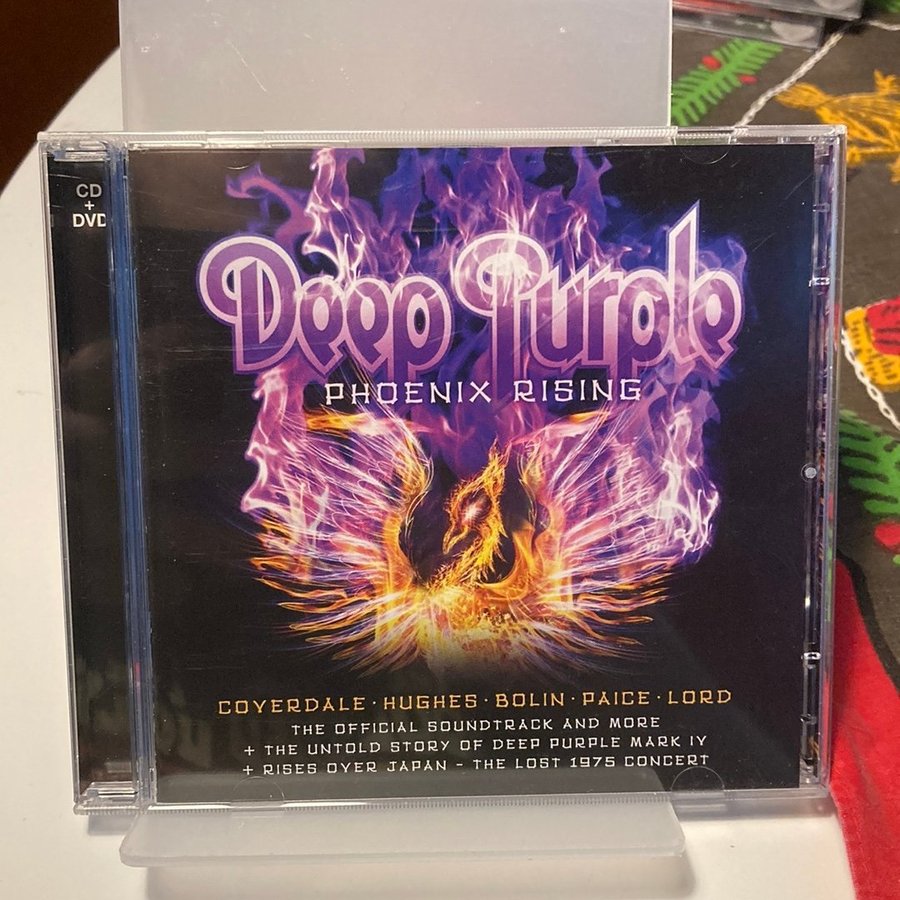 CD
+
DVD
Deep Purple
PHOENIX RISING
COVERDALE · HUGHES · BOLIN · PAICE · LORD
THE OFFICIAL SOUNDTRACK AND MORE
+ THE UNTOLD STORY OF DEEP PURPLE MARK IV
+ RISES OVER JAPAN - THE LOST 1975 CONCERT